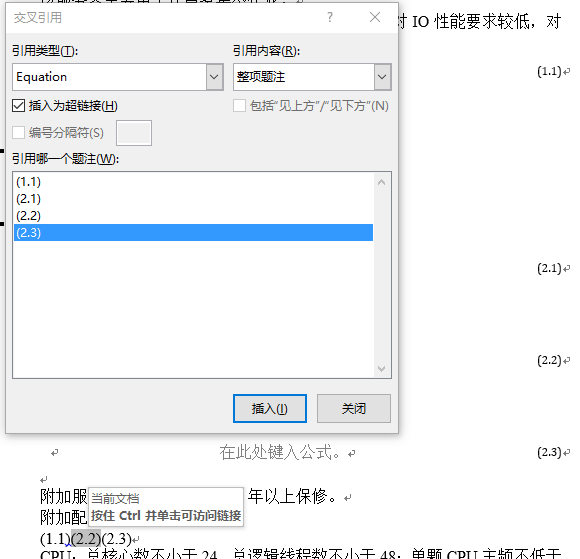 交叉引用 ? ×
对 IO 性能要求较低，对
引用类型(T): 引用内容(R):
Equation 整项题注
(1.1)
插入为超链接(H) 包括“见上方”/“见下方”(N)
编号分隔符(S)
引用哪一个题注(W):
(1.1)
(2.1)
(2.2)
(2.3)
(2.1)
(2.2)
插入(I) 关闭
在此处键入公式。 (2.3)
附加服 年以上保修。
当前文档
按住 Ctrl 并单击可访问链接
附加配
(1.1)(2.2)(2.3)
CPU：总核心数不小于 24，总逻辑线程数不小于 48；单颗 CPU 主频不低于